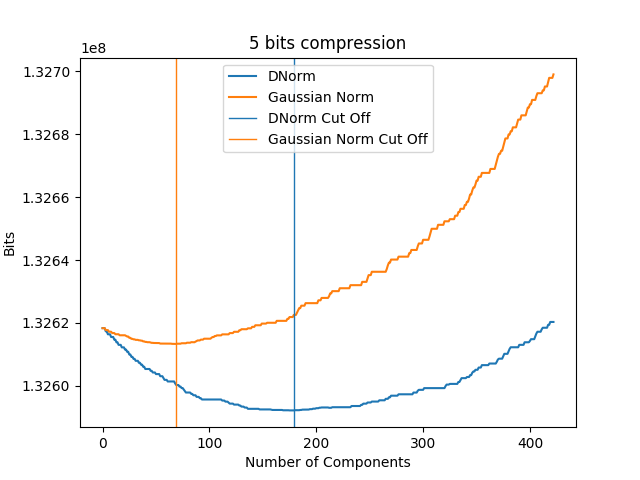 5 bits compression
1e8
1.3270
1.3268
1.3266
1.3264
1.3262
1.3260
Bits
DNorm
Gaussian Norm
DNorm Cut Off
Gaussian Norm Cut Off
0 100 200 300 400
Number of Components